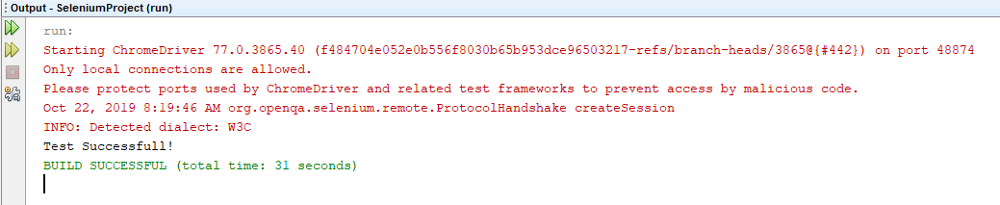 Output - SeleniumProject (run)
run:
Starting ChromeDriver 77.0.3865.40 (f484704e052e0b556f8030b65b953dce96503217-refs/branch-heads/3865@{#442}) on port 48874
Only local connections are allowed.
Please protect ports used by ChromeDriver and related test frameworks to prevent access by malicious code.
Oct 22, 2019 8:19:46 AM org.openqa.selenium.remote.ProtocolHandshake createSession
INFO: Detected dialect: W3C
Test Successfull!
BUILD SUCCESSFUL (total time: 31 seconds)